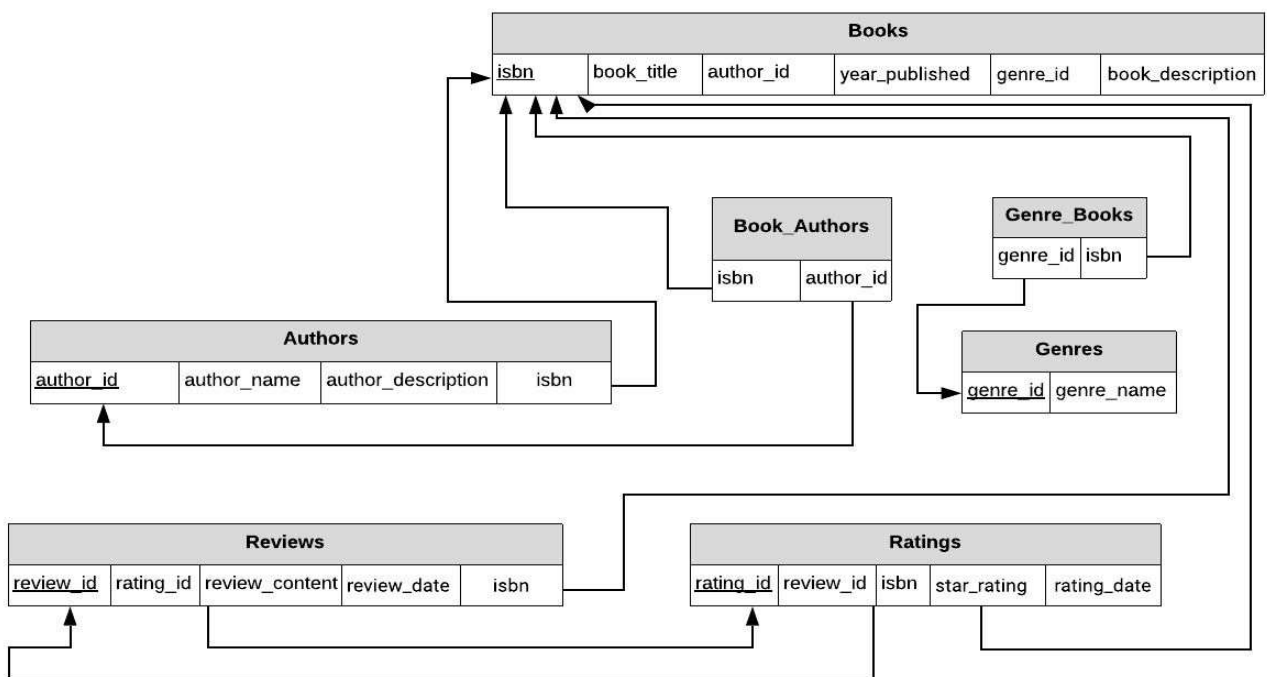 Books
isbn book_title author_id year_published genre_id book_description
Book_Authors
isbn author_id
Genre_Books
genre_id isbn
Authors
author_id author_name author_description isbn
Genres
genre_id genre_name
Reviews
review_id rating_id review_content review_date isbn
Ratings
rating_id review_id isbn star_rating rating_date